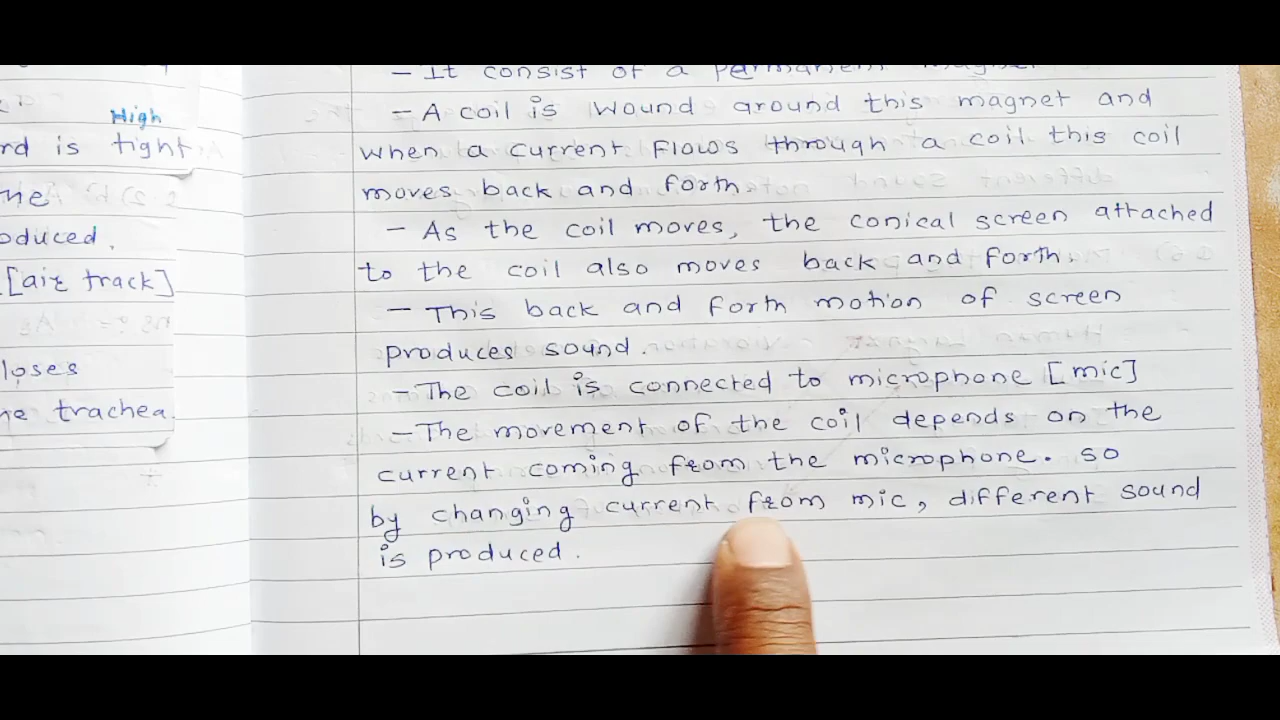 High
rd is tight
ne
oduced.
[air track]
loses
ne trachea.
- It consist of a permanent magnet
- A coil is wound around this magnet and
when a current flows through a coil this coil
moves back and forth.
- As the coil moves, the conical screen attached
to the coil also moves back and forth.
- This back and forth motion of screen
produces sound.
- The coil is connected to microphone [mic]
- The movement of the coil depends on the
current coming from the microphone. so
by changing current from mic, different sound
is produced.